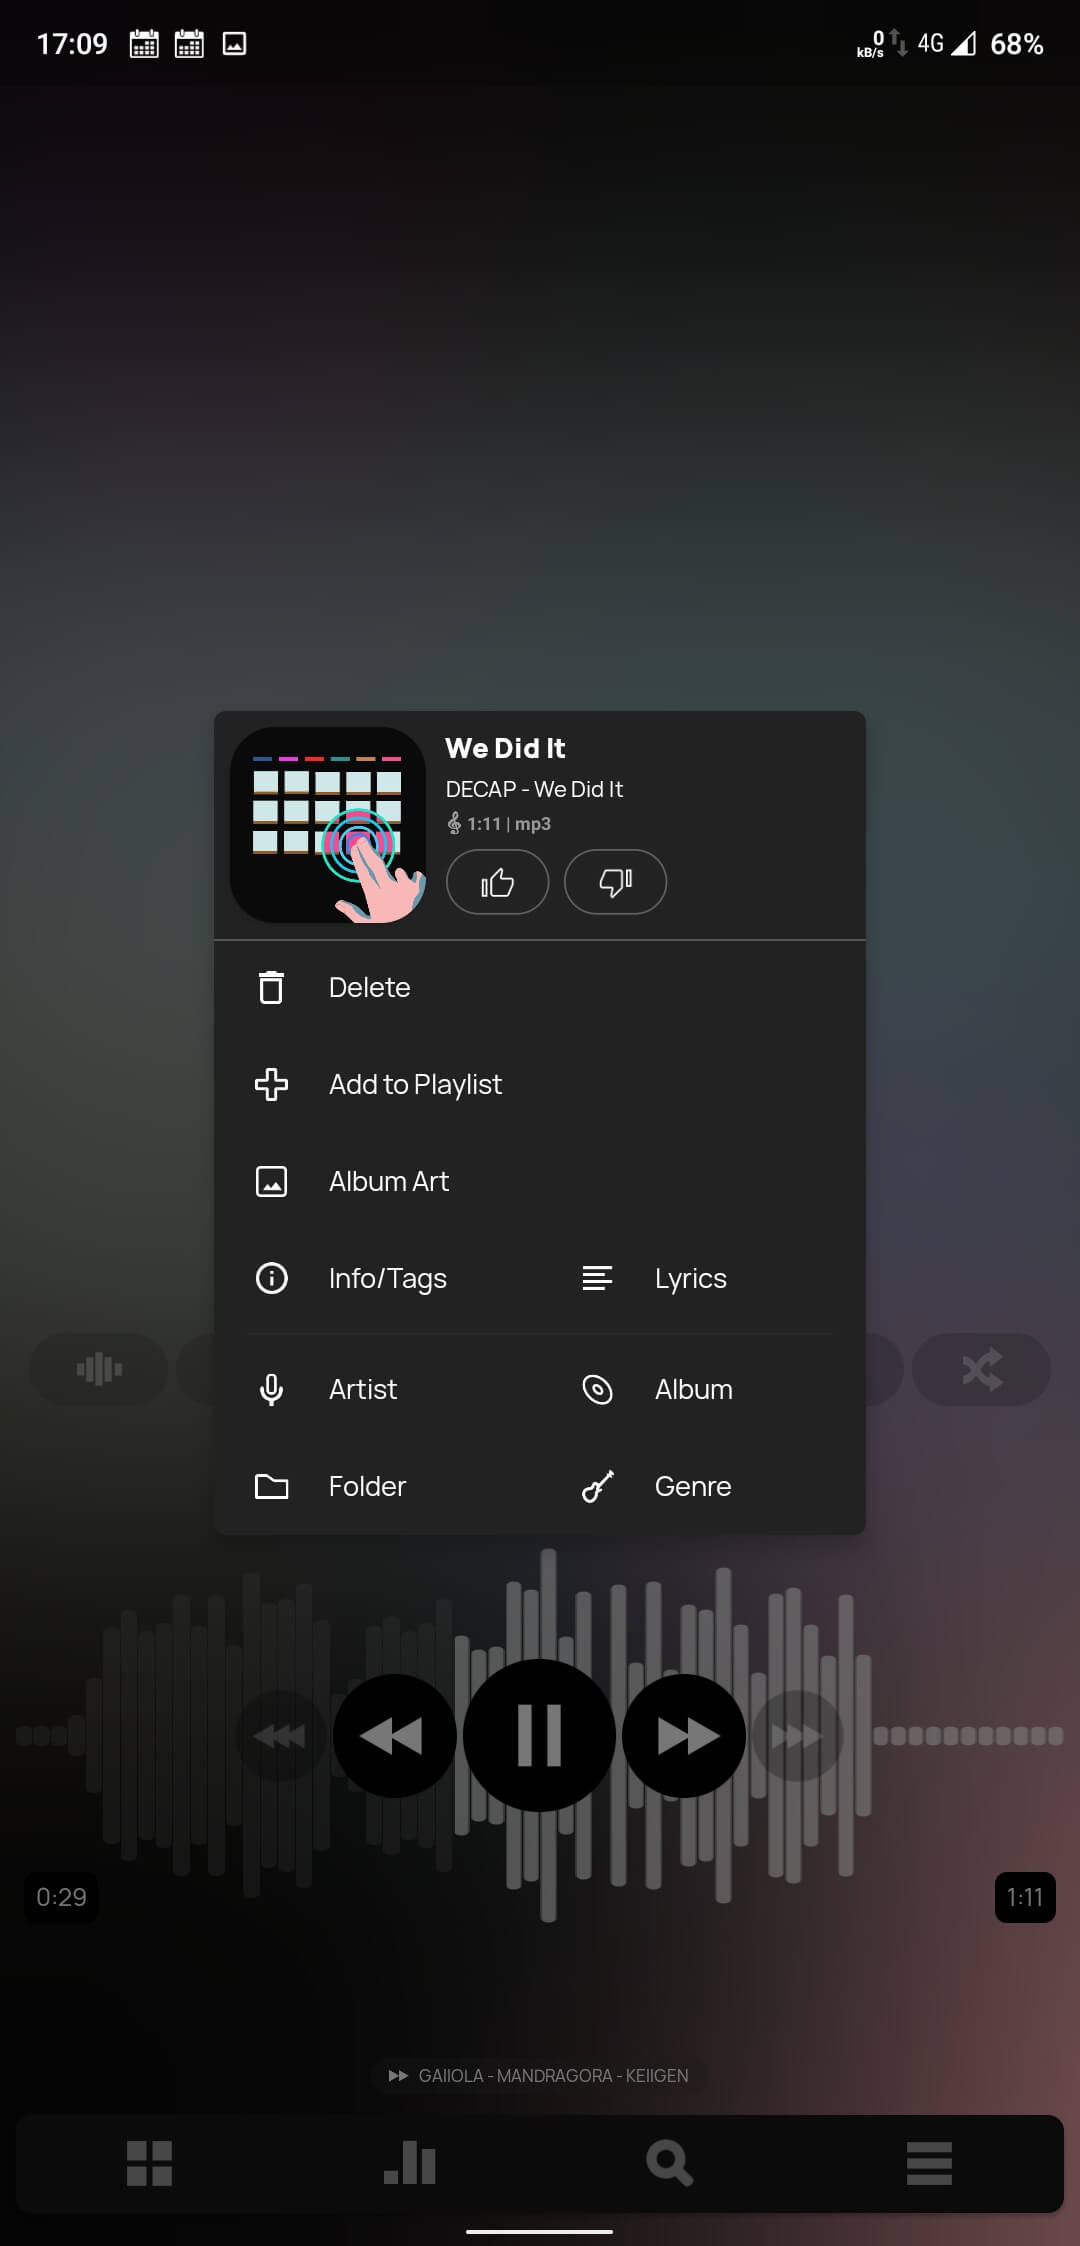 17:09
0 kB/s 4G 68%
We Did It
DECAP - We Did It
1:11 | mp3
Delete
Add to Playlist
Album Art
Info/Tags
Lyrics
Artist
Album
Folder
Genre
0:29
1:11
GAIIOLA - MANDRAGORA - KEIIGEN